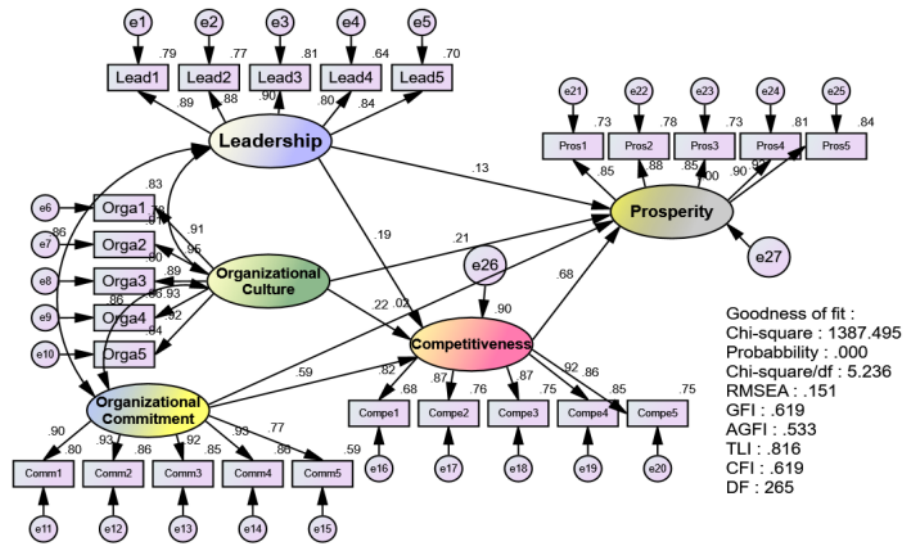 e1 e2 e3 e4 e5
.79 .77 .81 .64 .70
Lead1 Lead2 Lead3 Lead4 Lead5
.89 .88 .90 .80 .84
Leadership
e21 e22 e23 e24 e25
.73 .78 .73 .81 .84
Pros1 Pros2 Pros3 Pros4 Pros5
.85 .88 .85 .90 .92
Prosperity
e27
.13
.19
.21
.68
.22 .02
.59
.83
e6 Orga1
e7 Orga2
e8 Orga3
e9 Orga4
e10 Orga5
.86
.91
.95
.89
.93
.92
.80
.86
.84
Organizational
Culture
e26
.90
Competitiveness
.82 .87 .87 .92 .86
.68 .76 .75 .85 .75
Compe1 Compe2 Compe3 Compe4 Compe5
e16 e17 e18 e19 e20
Organizational
Commitment
.90 .93 .92 .93 .77
.80 .86 .85 .86 .59
Comm1 Comm2 Comm3 Comm4 Comm5
e11 e12 e13 e14 e15
Goodness of fit :
Chi-square : 1387.495
Probabbility : .000
Chi-square/df : 5.236
RMSEA : .151
GFI : .619
AGFI : .533
TLI : .816
CFI : .619
DF : 265